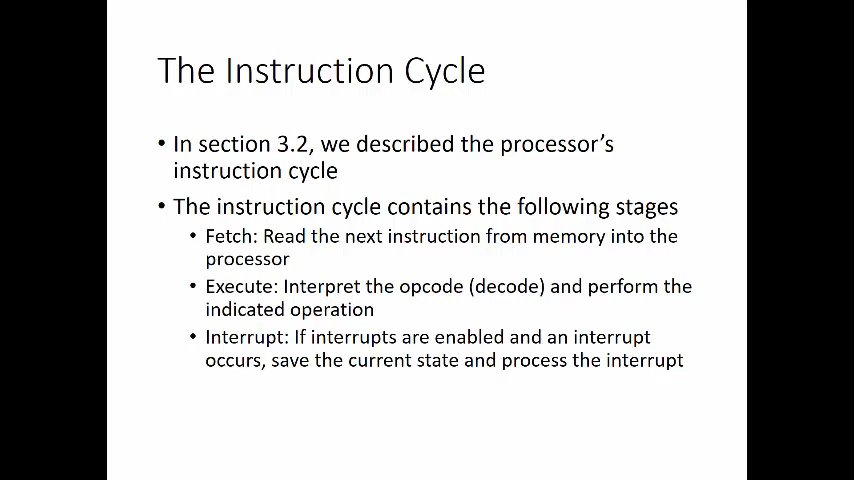 The Instruction Cycle
• In section 3.2, we described the processor’s
instruction cycle
• The instruction cycle contains the following stages
• Fetch: Read the next instruction from memory into the
processor
• Execute: Interpret the opcode (decode) and perform the
indicated operation
• Interrupt: If interrupts are enabled and an interrupt
occurs, save the current state and process the interrupt